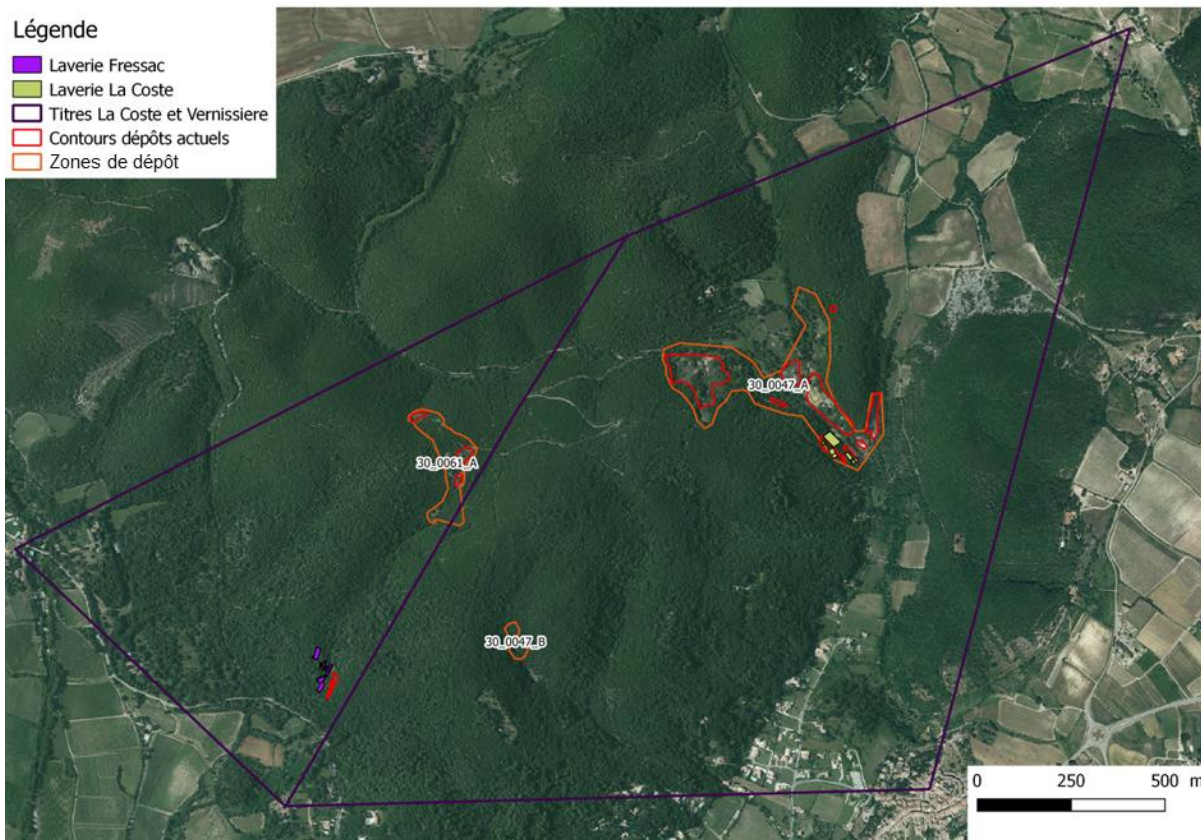 Légende
Laverie Fressac
Laverie La Coste
Titres La Coste et Vernissiere
Contours dépôts actuels
Zones de dépôt
30_0047_A
30_0061_A
30_0047_B
0 250 500 m